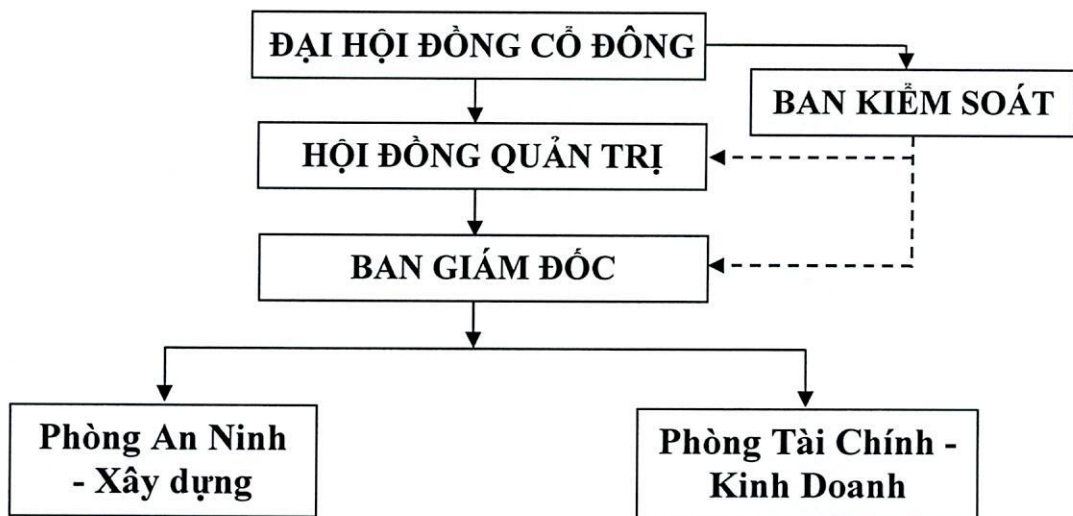 ĐẠI HỘI ĐỒNG CỔ ĐÔNG
BAN KIỂM SOÁT
HỘI ĐỒNG QUẢN TRỊ
BAN GIÁM ĐỐC
Phòng An Ninh
- Xây dựng
Phòng Tài Chính -
Kinh Doanh